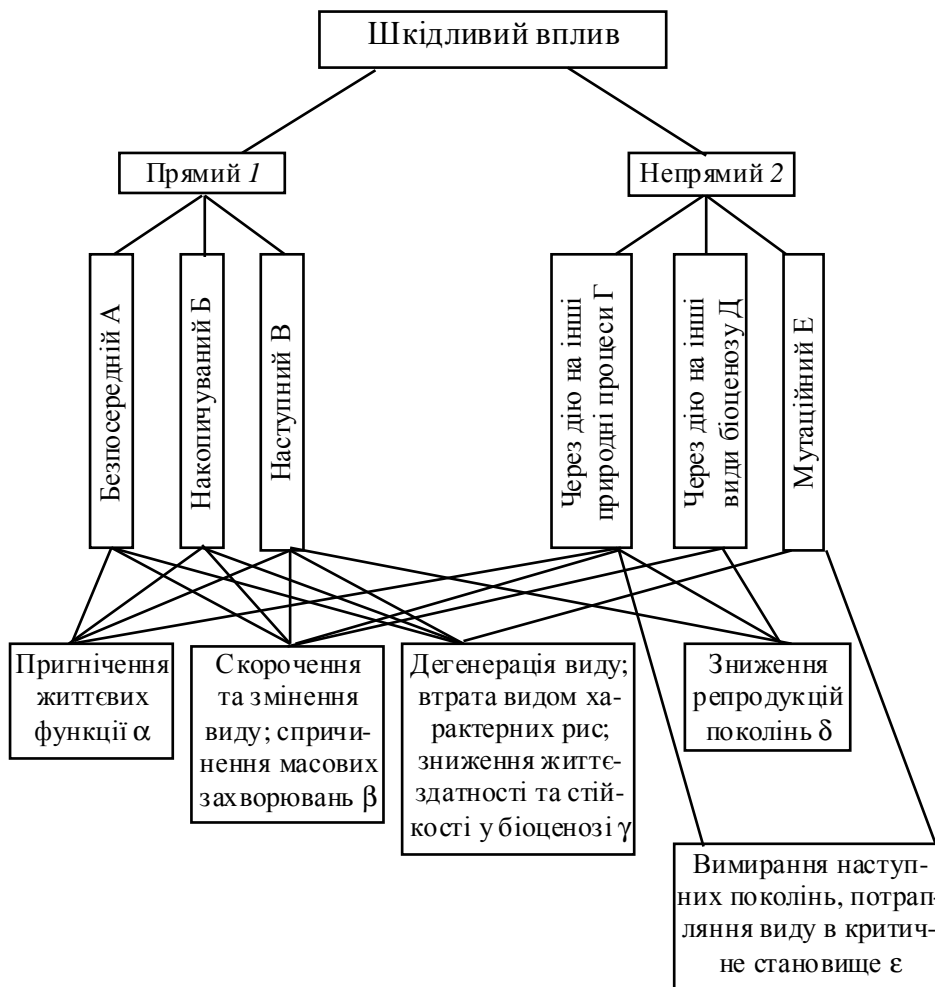 Шкідливий вплив
Прямий 1
Непрямий 2
Безпосередній А
Накопичуваний Б
Наступний В
Через дію на інші
природні процеси Г
Через дію на інші
види біоценозу Д
Мутаційний Е
Пригнічення
життєвих
функції α
Скорочення
та змінення
виду; спричи-
нення масових
захворювань β
Дегенерація виду;
втрата видом ха-
рактерних рис;
зниження життє-
здатності та стій-
кості у біоценозі γ
Зниження
репродукцій
поколінь δ
Вимирання наступ-
них поколінь, потрап-
ляння виду в критич-
не становище ε